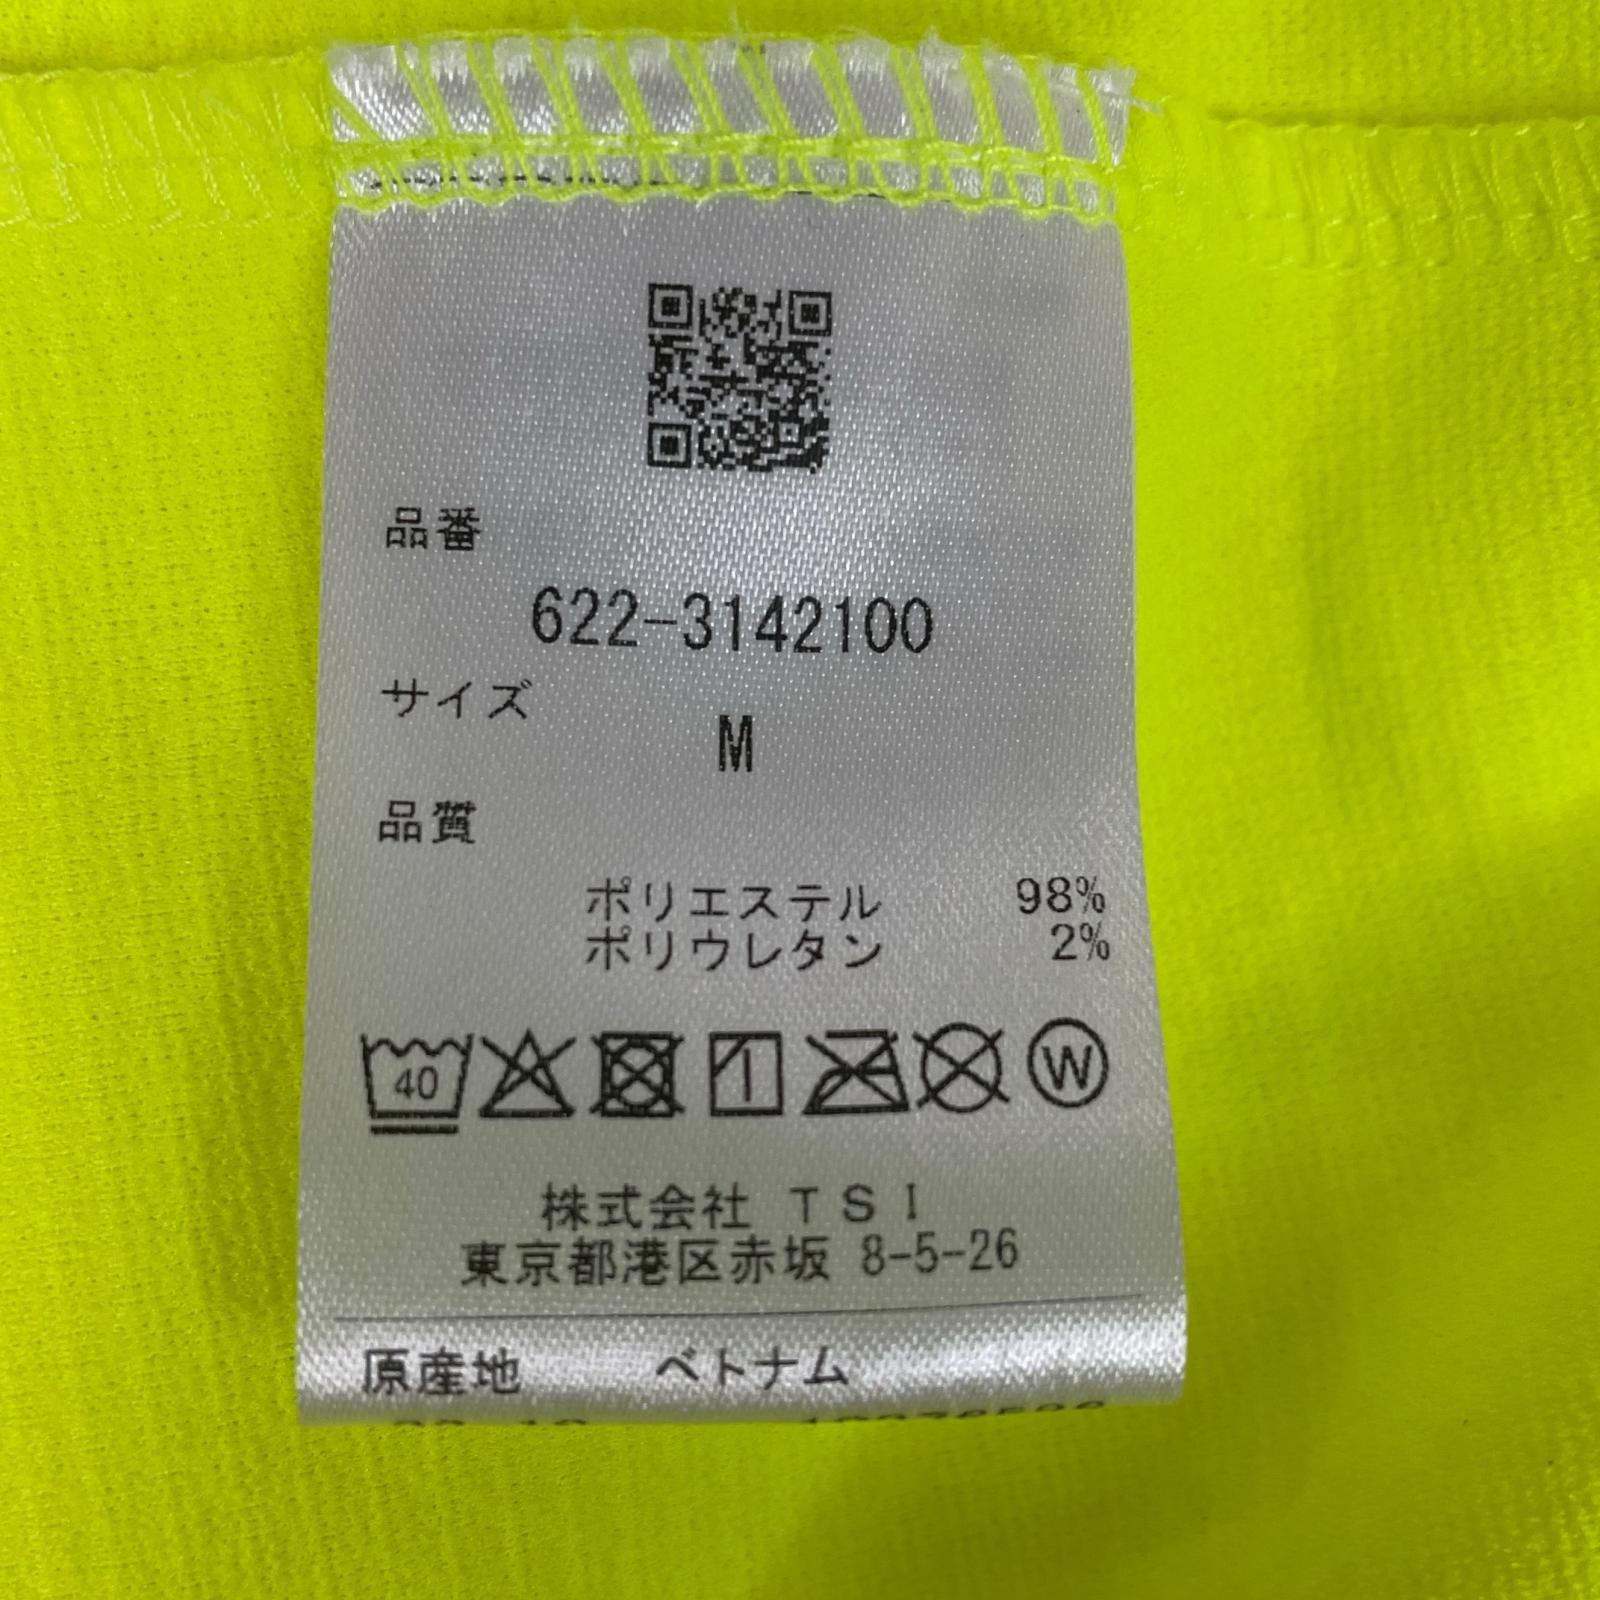 品番
622-3142100
サイズ
M
品質
ポリエステル 98%
ポリウレタン 2%
40 W
株式会社 TSI
東京都港区赤坂 8-5-26
原産地 ベトナム